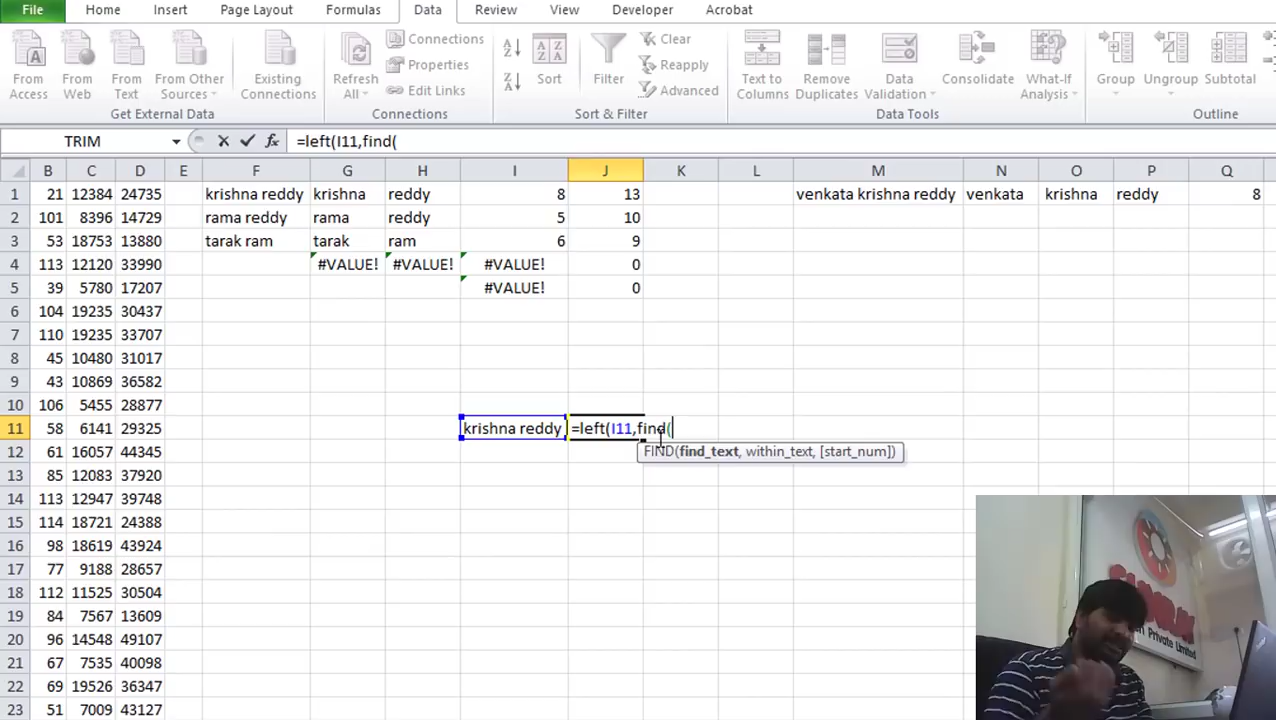 File Home Insert Page Layout Formulas Data Review View Developer Acrobat
From Access From Web From Text From Other Sources Existing Connections Refresh All Connections Properties Edit Links Sort Filter Clear Reapply Advanced Text to Columns Remove Duplicates Data Validation Consolidate What-If Analysis Group Ungroup Subtotal
Get External Data Connections Sort & Filter Data Tools Outline
TRIM fx =left(I11,find(
B C D E F G H I J K L M N O P Q
1 21 12384 24735 krishna reddy krishna reddy 8 13 venkata krishna reddy venkata krishna reddy 8
2 101 8396 14729 rama reddy rama reddy 5 10
3 53 18753 13880 tarak ram tarak ram 6 9
4 113 12120 33990 #VALUE! #VALUE! #VALUE! 0
5 39 5780 17207 #VALUE! 0
6 104 19235 30437
7 110 19235 33707
8 45 10480 31017
9 43 10869 36582
10 106 5455 28877
11 58 6141 29325 krishna reddy =left(I11,find(
12 61 16057 44345 FIND(find_text, within_text, [start_num])
13 85 12083 37920
14 113 12947 39748
15 114 18721 24388
16 98 18619 43924
17 77 9188 28657
18 112 11525 30504
19 84 7567 13609
20 96 14548 49107
21 67 7535 40098
22 69 19526 36347
23 51 7009 43127
Private Limited